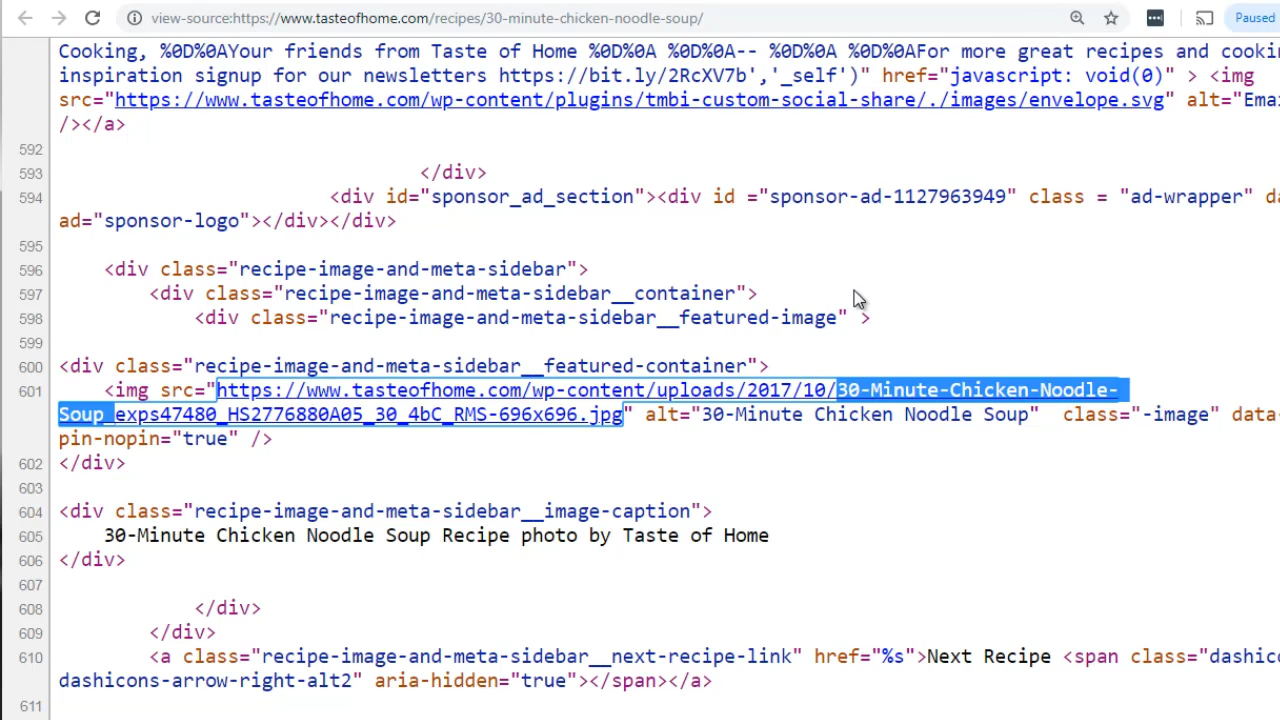 view-source:https://www.tasteofhome.com/recipes/30-minute-chicken-noodle-soup/
Paused
Cooking, %0D%0AYour friends from Taste of Home %0D%0A %0D%0A-- %0D%0A %0D%0AFor more great recipes and cookin
inspiration signup for our newsletters https://bit.ly/2RcXV7b','_self')" href="javascript: void(0)" > <img
src="https://www.tasteofhome.com/wp-content/plugins/tmbi-custom-social-share/./images/envelope.svg" alt="Emai
/></a>
592
593 </div>
594 <div id="sponsor_ad_section"><div id ="sponsor-ad-1127963949" class = "ad-wrapper" da
ad="sponsor-logo"></div></div>
595
596 <div class="recipe-image-and-meta-sidebar">
597 <div class="recipe-image-and-meta-sidebar__container">
598 <div class="recipe-image-and-meta-sidebar__featured-image" >
599
600 <div class="recipe-image-and-meta-sidebar__featured-container">
601 <img src="https://www.tasteofhome.com/wp-content/uploads/2017/10/30-Minute-Chicken-Noodle-
Soup_exps47480_HS2776880A05_30_4bC_RMS-696x696.jpg" alt="30-Minute Chicken Noodle Soup" class="-image" data-
pin-nopin="true" />
602 </div>
603
604 <div class="recipe-image-and-meta-sidebar__image-caption">
605 30-Minute Chicken Noodle Soup Recipe photo by Taste of Home
606 </div>
607
608 </div>
609 </div>
610 <a class="recipe-image-and-meta-sidebar__next-recipe-link" href="%s">Next Recipe <span class="dashico
dashicons-arrow-right-alt2" aria-hidden="true"></span></a>
611